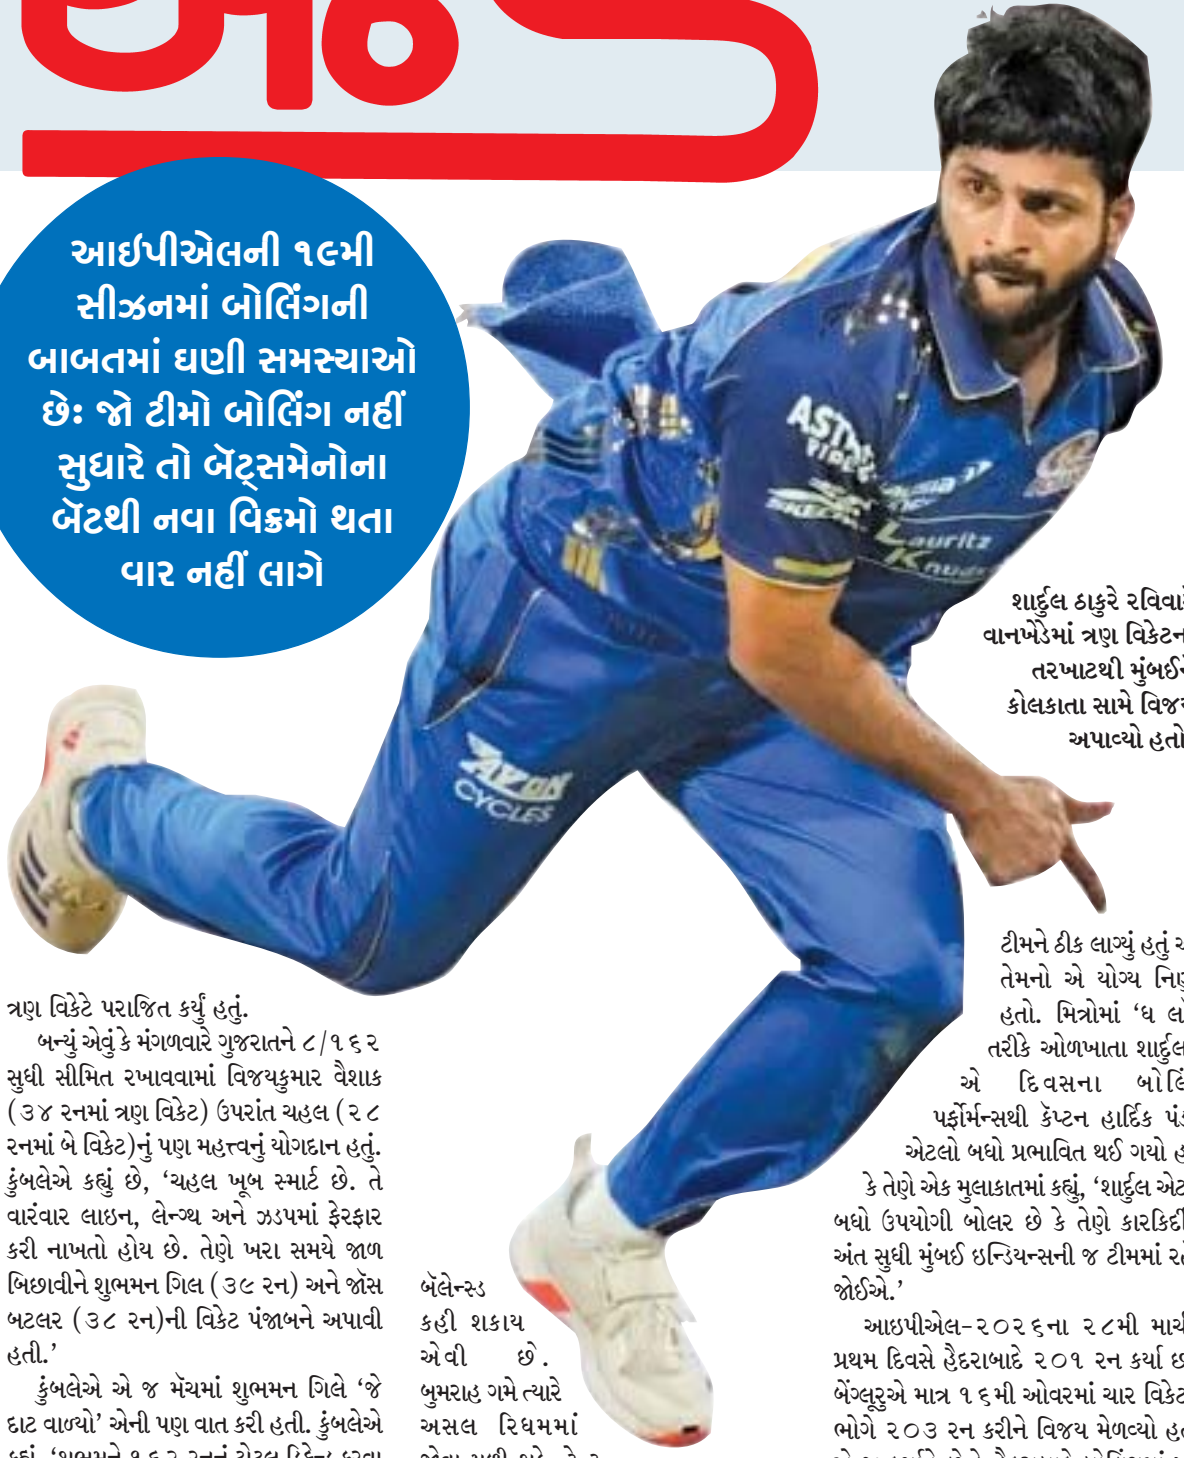 આઈપીએલની ૧૯મી
સીઝનમાં બોલિંગની
બાબતમાં ઘણી સમસ્યાઓ
છેઃ જો ટીમો બોલિંગ નહીં
સુધારે તો બૅટ્સમેનોના
બૅટથી નવા વિક્રમો થતા
વાર નહીં લાગે
Lauritz
AVON
CYCLES
શાર્દુલ ઠાકુરે
વાનખેડેમાં ત્રણ
તરખાટથી
કોલકાતા સામે
અપાવ્યો હતો
ત્રણ વિકેટે પરાજિત કર્યું હતું.
બન્યું એવું કે મંગળવારે ગુજરાતને ૮/૧૬૨
સુધી સીમિત રખાવવામાં વિજયકુમાર વૈશાક
(૩૪ રનમાં ત્રણ વિકેટ) ઉપરાંત ચહલ (૨૮
રનમાં બે વિકેટ)નું પણ મહત્ત્વનું યોગદાન હતું.
કુંબલેએ કહ્યું છે, ‘ચહલ ખૂબ સ્માર્ટ છે. તે
વારંવાર લાઇન, લેન્ગ્થ અને ઝડપમાં ફેરફાર
કરી નાખતો હોય છે. તેણે ખરા સમયે જાળ
બિછાવીને શુભમન ગિલ (૩૯ રન) અને જૉસ
બટલર (૩૮ રન)ની વિકેટ પંજાબને અપાવી
હતી.’
કુંબલેએ એ જ મૅચમાં શુભમન ગિલે ‘જે
દાટ વાળ્યો’ એની પણ વાત કરી હતી. કુંબલેએ
બૅલેન્સ્ડ
કહી શકાય
એવી છે.
બુમરાહ ગમે ત્યારે
અસલ રિધમમાં
ટીમને ઠીક લાગ્યું હતું
તેમનો એ યોગ્ય
હતો. મિત્રોમાં ‘ધ
તરીકે ઓળખાતા
એ દિવસના
પર્ફોર્મન્સથી કૅપ્ટન હાર્દિક
એટલો બધો પ્રભાવિત થઈ ગયો
કે તેણે એક મુલાકાતમાં કહ્યું, ‘શાર્દુલ
બધો ઉપયોગી બોલર છે કે તેણે
અંત સુધી મુંબઈ ઇન્ડિયન્સની જ ટીમમાં
જોઈએ.’
આઇપીએલ-૨૦૨૬ના ૨૮મી
પ્રથમ દિવસે હૈદરાબાદે ૨૦૧ રન કર્યા
બેંગ્લૂરુએ માત્ર ૧૬મી ઓવરમાં ચાર
ભોગે ૨૦૩ રન કરીને વિજય મેળવ્યો